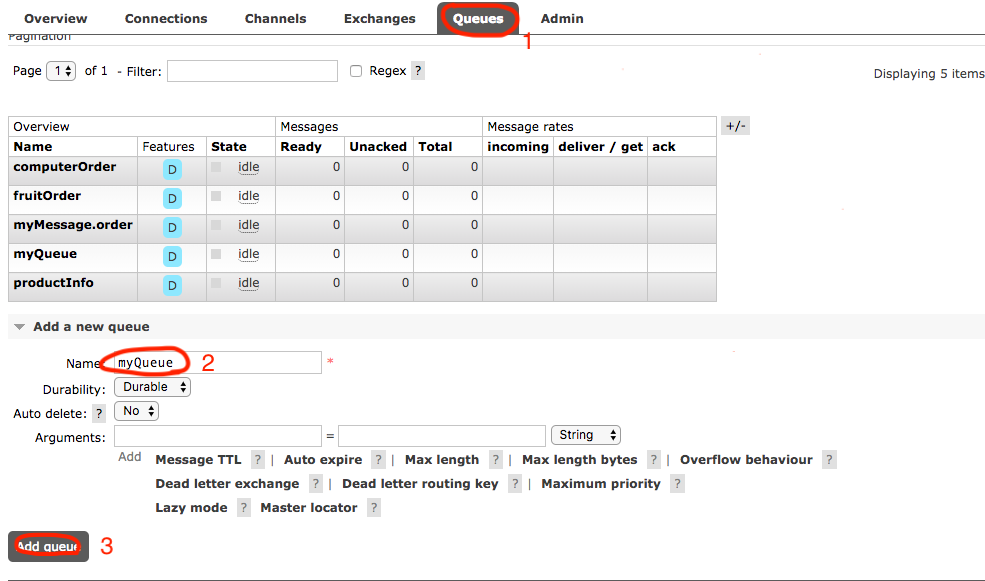 Overview Connections Channels Exchanges Queues Admin
1
Pagination
Page 1 of 1 - Filter: Regex ? Displaying 5 items
Overview Messages Message rates +/-
Name Features State Ready Unacked Total incoming deliver / get ack
computerOrder D idle 0 0 0
fruitOrder D idle 0 0 0
myMessage.order D idle 0 0 0
myQueue D idle 0 0 0
productInfo D idle 0 0 0
Add a new queue
Name: myQueue * 2
Durability: Durable
Auto delete: ? No
Arguments: = String
Add Message TTL ? | Auto expire ? | Max length ? | Max length bytes ? | Overflow behaviour ?
Dead letter exchange ? | Dead letter routing key ? | Maximum priority ?
Lazy mode ? Master locator ?
Add queue 3